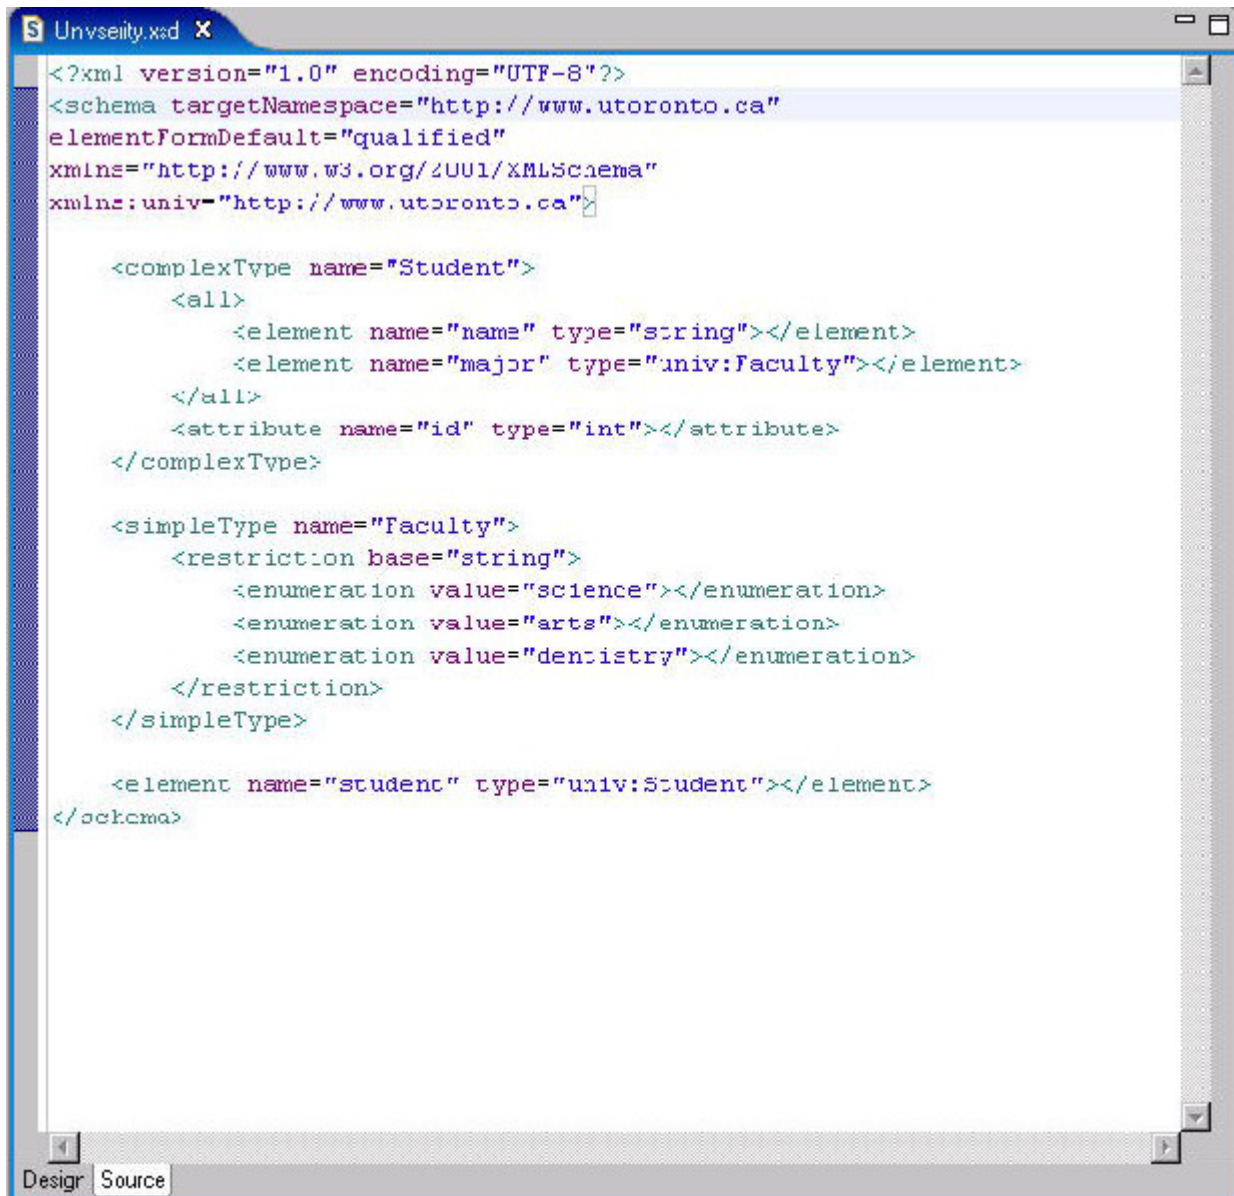 Unvseiity.xsd
<?xml version="1.0" encoding="UTF-8"?>
<schema targetNamespace="http://www.utoronto.ca"
elementFormDefault="qualified"
xmlns="http://www.w3.org/2001/XMLSchema"
xmlns:univ="http://www.utoronto.ca">
<complexType name="Student">
<all>
<element name="name" type="string"></element>
<element name="major" type="univ:Faculty"></element>
</all>
<attribute name="id" type="int"></attribute>
</complexType>
<simpleType name="Faculty">
<restriction base="string">
<enumeration value="science"></enumeration>
<enumeration value="arts"></enumeration>
<enumeration value="dentistry"></enumeration>
</restriction>
</simpleType>
<element name="student" type="univ:Student"></element>
</schema>
Design Source